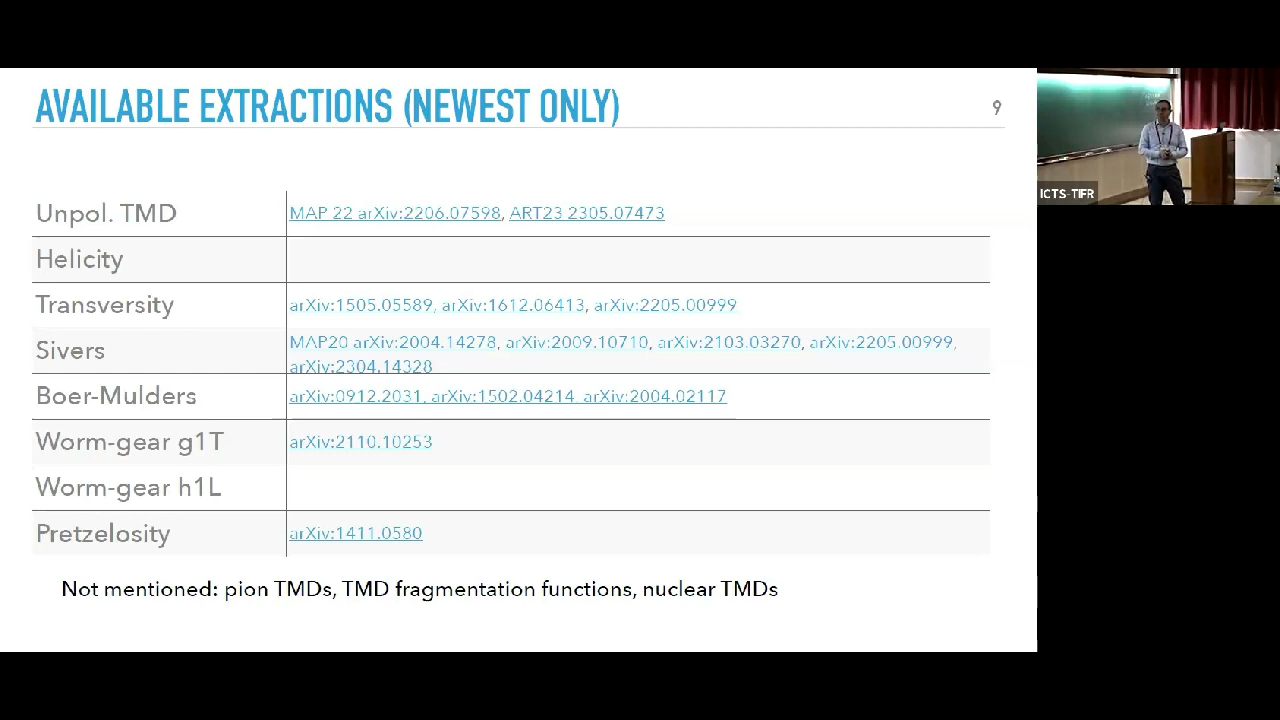 AVAILABLE EXTRACTIONS (NEWEST ONLY)
9
Unpol. TMD MAP 22 arXiv:2206.07598, ART23 2305.07473
Helicity
Transversity arXiv:1505.05589, arXiv:1612.06413, arXiv:2205.00999
Sivers MAP20 arXiv:2004.14278, arXiv:2009.10710, arXiv:2103.03270, arXiv:2205.00999,
arXiv:2304.14328
Boer-Mulders arXiv:0912.2031, arXiv:1502.04214, arXiv:2004.02117
Worm-gear g1T arXiv:2110.10253
Worm-gear h1L
Pretzelosity arXiv:1411.0580
Not mentioned: pion TMDs, TMD fragmentation functions, nuclear TMDs
ICTS-TIFR